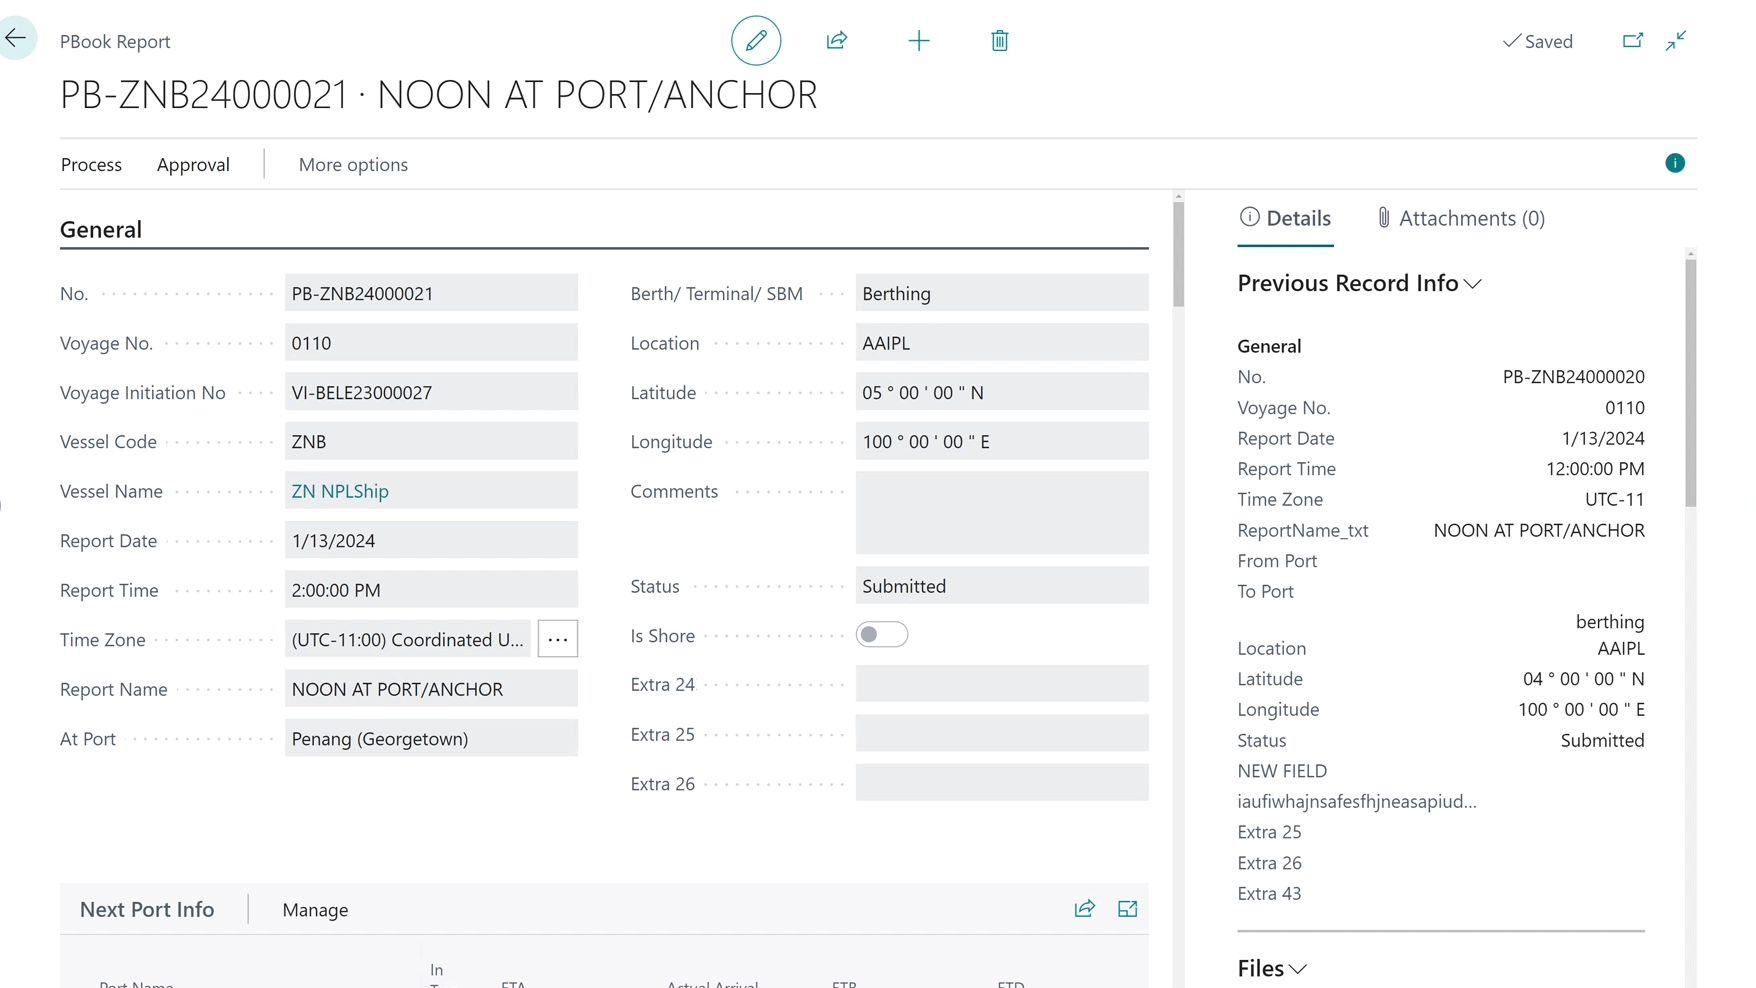 PBook Report
Saved
PB-ZNB24000021 · NOON AT PORT/ANCHOR
Process
Approval
More options
General
No.
PB-ZNB24000021
Voyage No.
0110
Voyage Initiation No
VI-BELE23000027
Vessel Code
ZNB
Vessel Name
ZN NPLShip
Report Date
1/13/2024
Report Time
2:00:00 PM
Time Zone
(UTC-11:00) Coordinated U...
Report Name
NOON AT PORT/ANCHOR
At Port
Penang (Georgetown)
Berth/ Terminal/ SBM
Berthing
Location
AAIPL
Latitude
05 ° 00 ' 00 " N
Longitude
100 ° 00 ' 00 " E
Comments
Status
Submitted
Is Shore
Extra 24
Extra 25
Extra 26
Next Port Info
Manage
Port Name
In
ETA
Actual Arrival
ETB
ETD
Details
Attachments (0)
Previous Record Info
General
No.
PB-ZNB24000020
Voyage No.
0110
Report Date
1/13/2024
Report Time
12:00:00 PM
Time Zone
UTC-11
ReportName_txt
NOON AT PORT/ANCHOR
From Port
To Port
berthing
Location
AAIPL
Latitude
04 ° 00 ' 00 " N
Longitude
100 ° 00 ' 00 " E
Status
Submitted
NEW FIELD
iaufiwhajnsafesfhjneasapiud...
Extra 25
Extra 26
Extra 43
Files